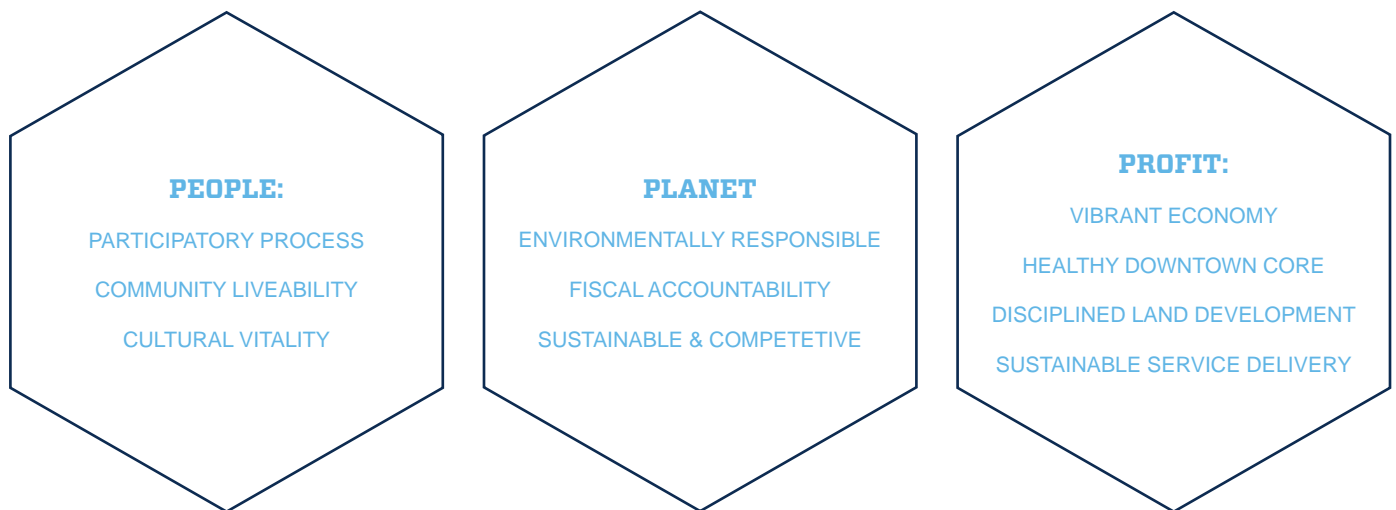 PEOPLE:
PARTICIPATORY PROCESS
COMMUNITY LIVEABILITY
CULTURAL VITALITY
PLANET
ENVIRONMENTALLY RESPONSIBLE
FISCAL ACCOUNTABILITY
SUSTAINABLE & COMPETETIVE
PROFIT:
VIBRANT ECONOMY
HEALTHY DOWNTOWN CORE
DISCIPLINED LAND DEVELOPMENT
SUSTAINABLE SERVICE DELIVERY